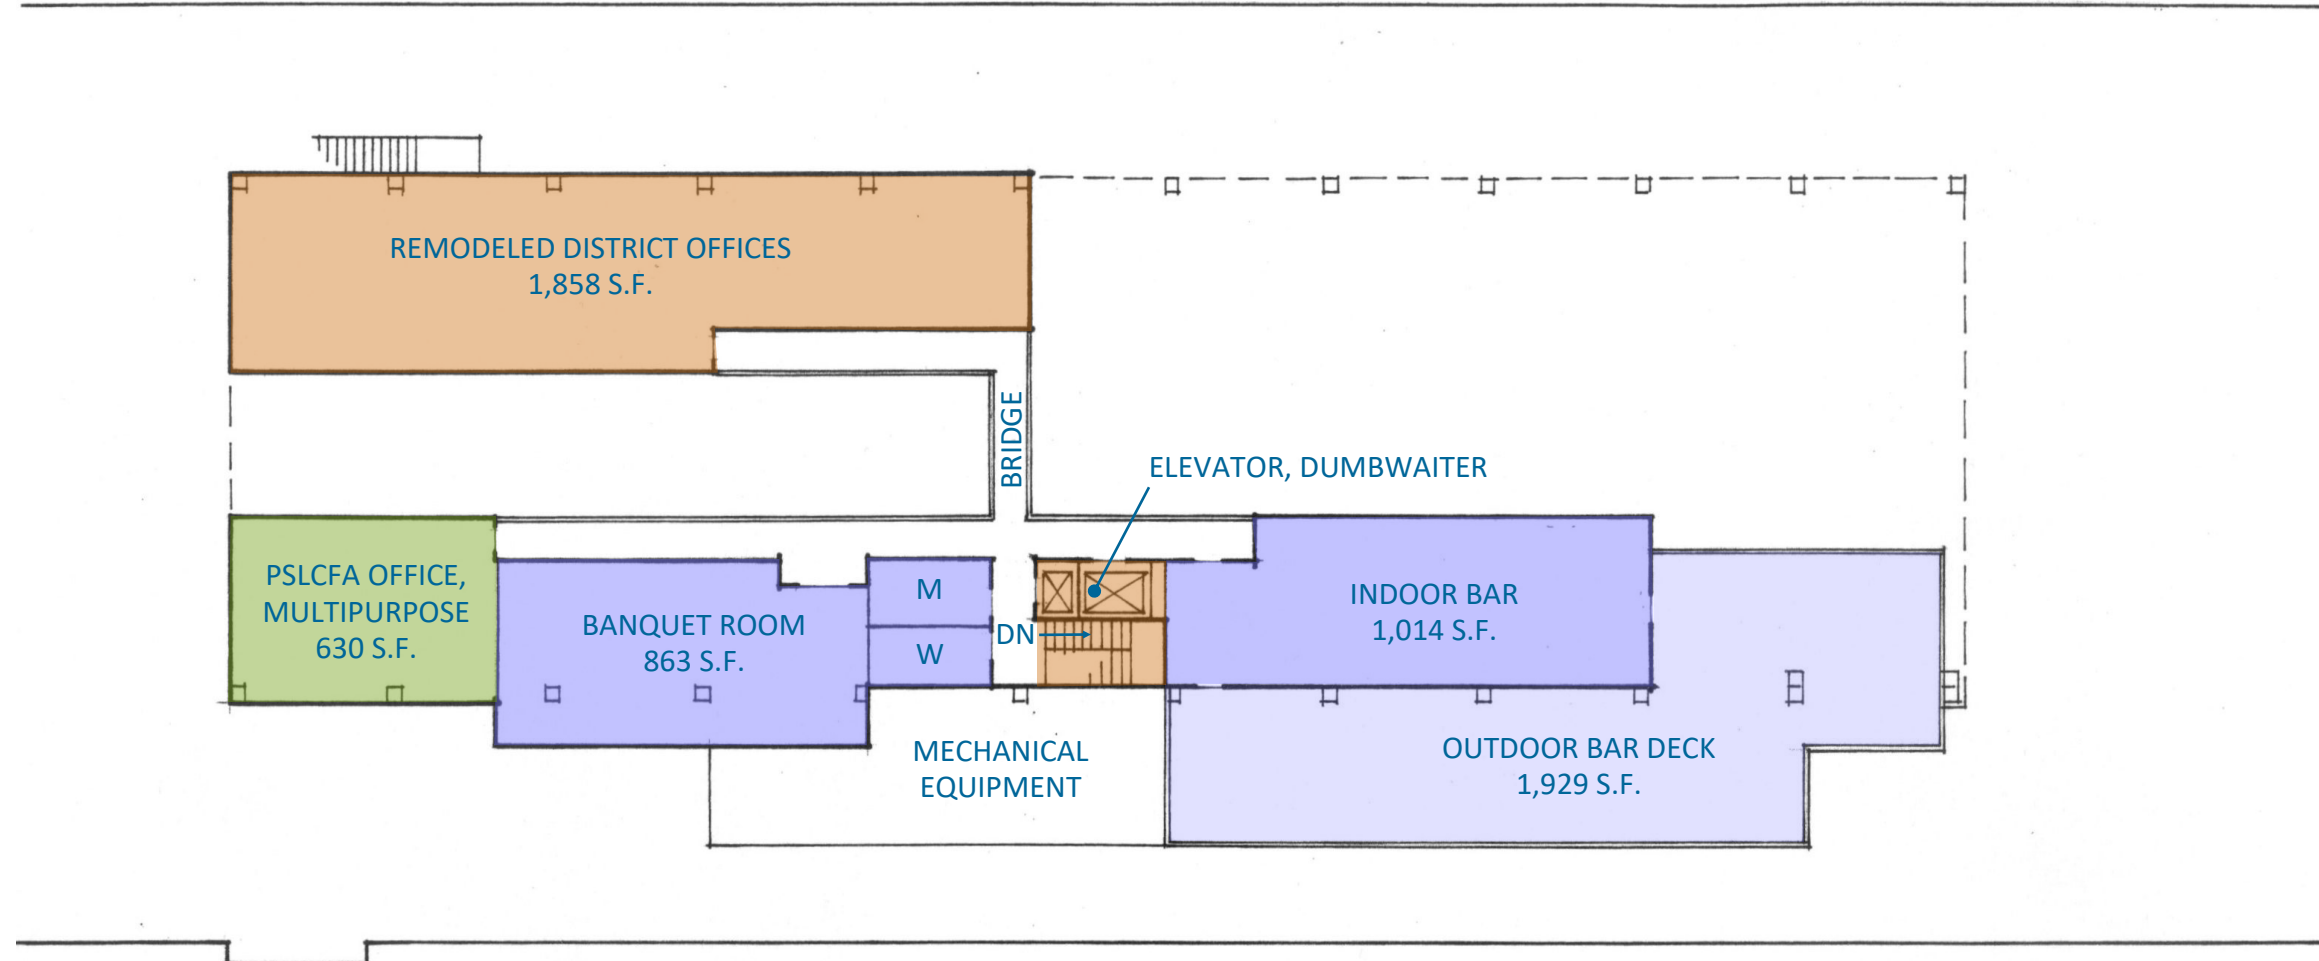 REMODELED DISTRICT OFFICES
1,858 S.F.
BRIDGE
ELEVATOR, DUMBWAITER
PSLCFA OFFICE,
MULTIPURPOSE
630 S.F.
BANQUET ROOM
863 S.F.
M
W
DN
INDOOR BAR
1,014 S.F.
MECHANICAL
EQUIPMENT
OUTDOOR BAR DECK
1,929 S.F.